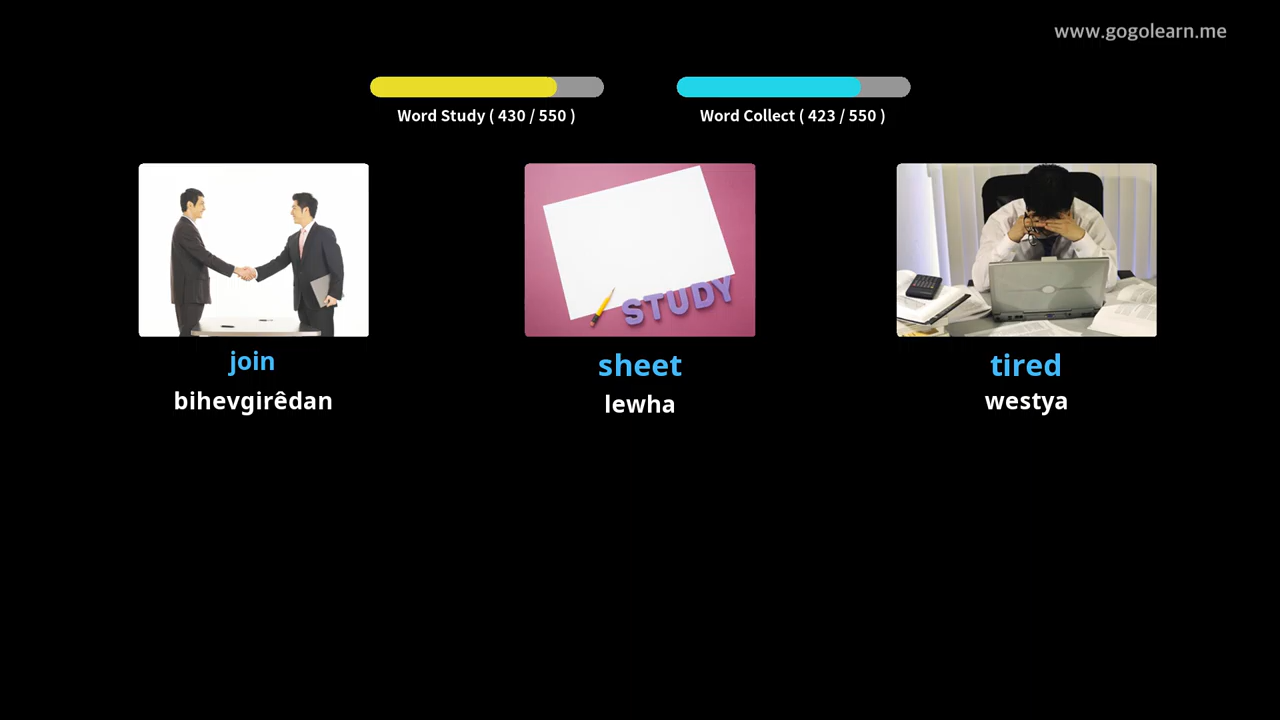 www.gogolearn.me
Word Study ( 430 / 550 )
Word Collect ( 423 / 550 )
STUDY
join
sheet
tired
bihevgirêdan
lewha
westya